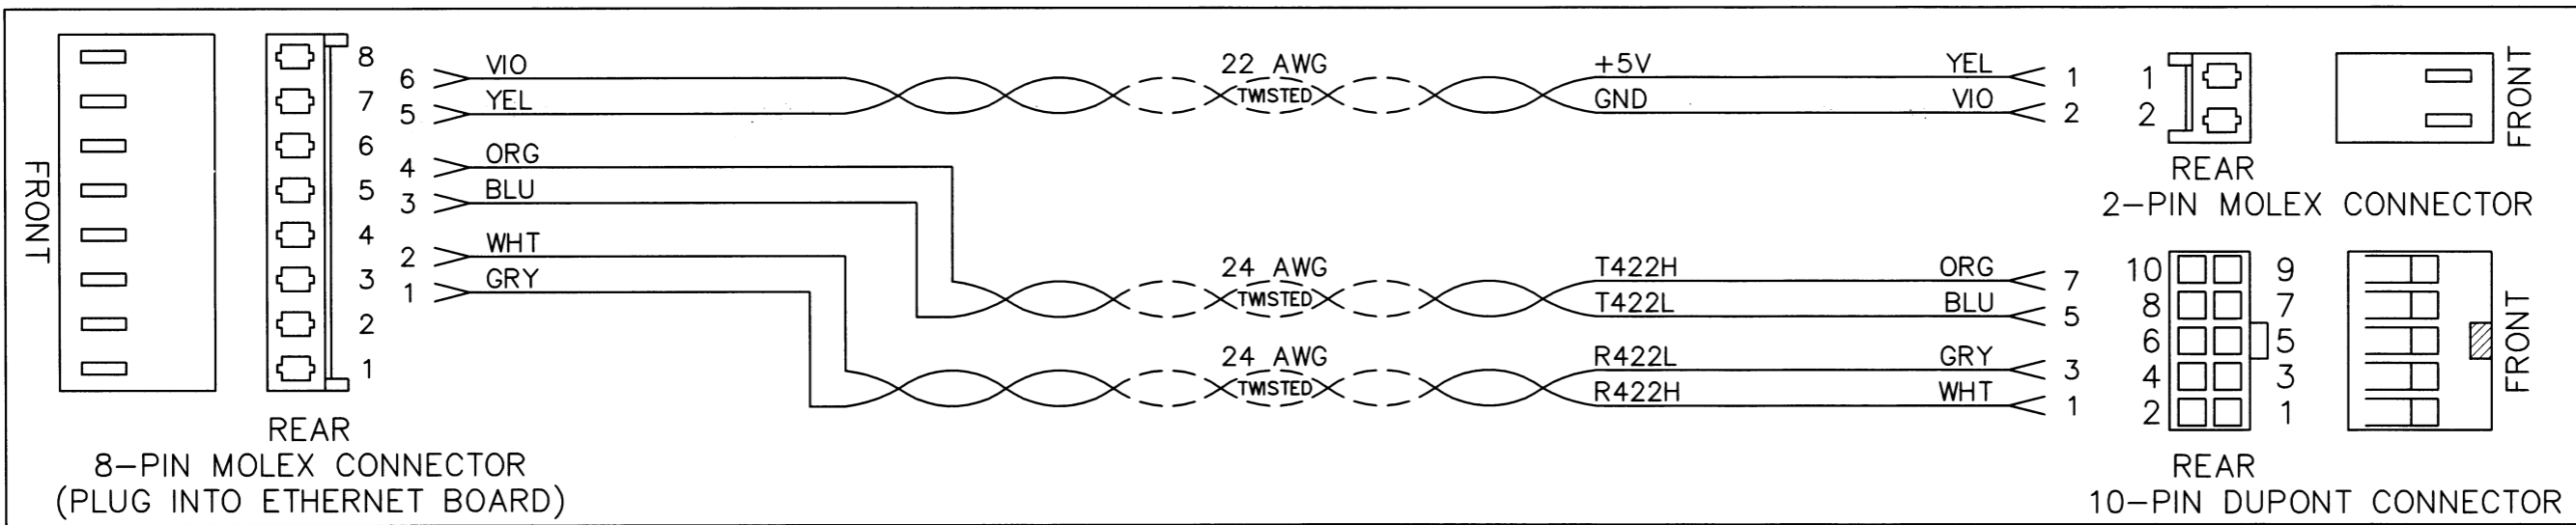 FRONT
8
7
6
5
4
3
2
1
REAR
8-PIN MOLEX CONNECTOR
(PLUG INTO ETHERNET BOARD)
6 VIO
5 YEL
4 ORG
3 BLU
2 WHT
1 GRY
22 AWG
TWISTED
24 AWG
TWISTED
24 AWG
TWISTED
+5V YEL 1
GND VIO 2
T422H ORG 7
T422L BLU 5
R422L GRY 3
R422H WHT 1
1
2
REAR
FRONT
2-PIN MOLEX CONNECTOR
10 9
8 7
6 5
4 3
2 1
REAR
FRONT
10-PIN DUPONT CONNECTOR